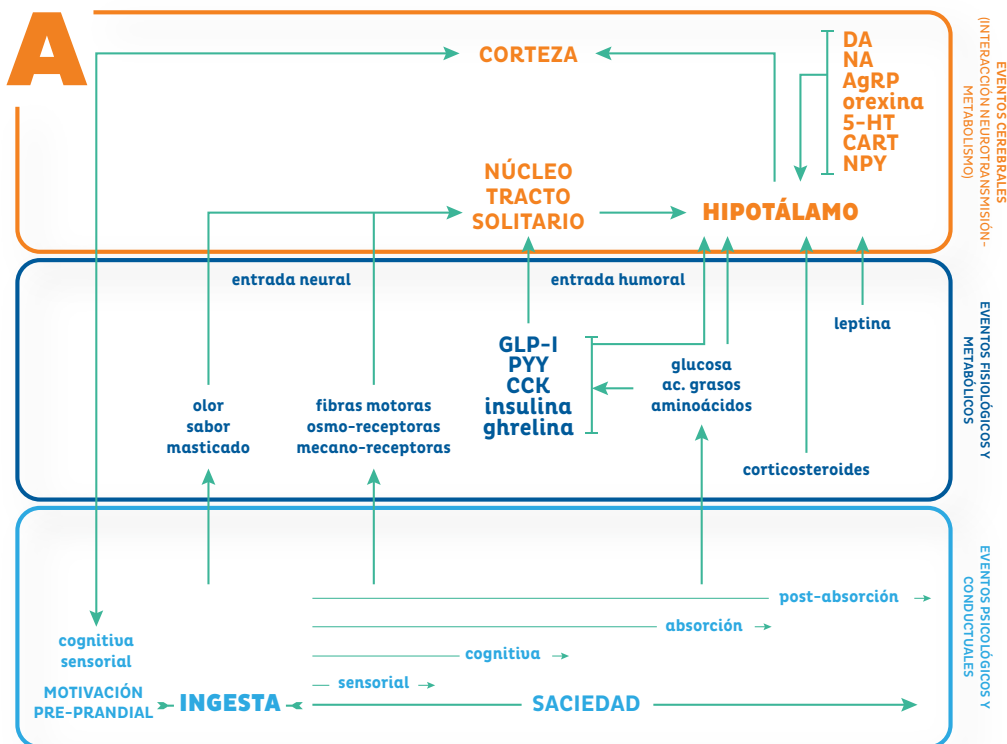 A
CORTEZA
DA
NA
AgRP
orexina
5-HT
CART
NPY
NÚCLEO
TRACTO
SOLITARIO
HIPOTÁLAMO
EVENTOS CEREBRALES
(INTERACCIÓN NEUROTRANSMISIÓN-
METABOLISMO)
entrada neural
entrada humoral
leptina
GLP-I
PYY
CCK
insulina
ghrelina
glucosa
ac. grasos
aminoácidos
olor
sabor
masticado
fibras motoras
osmo-receptoras
mecano-receptoras
corticosteroides
EVENTOS FISIOLÓGICOS Y
METABÓLICOS
post-absorción
absorción
cognitiva
sensorial
cognitiva
sensorial
MOTIVACIÓN
PRE-PRANDIAL
INGESTA
SACIEDAD
EVENTOS PSICOLÓGICOS Y
CONDUCTUALES